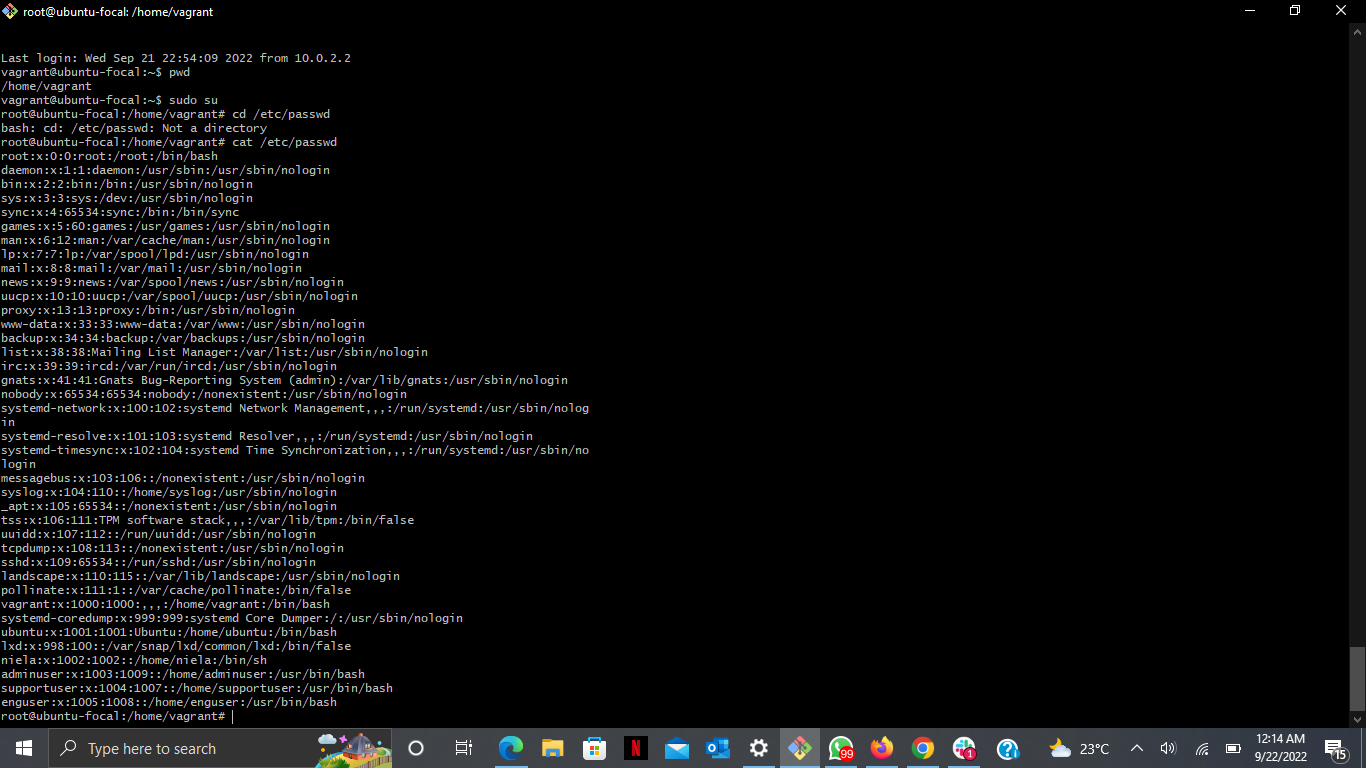 root@ubuntu-focal: /home/vagrant
Last login: Wed Sep 21 22:54:09 2022 from 10.0.2.2
vagrant@ubuntu-focal:~$ pwd
/home/vagrant
vagrant@ubuntu-focal:~$ sudo su
root@ubuntu-focal:/home/vagrant# cd /etc/passwd
bash: cd: /etc/passwd: Not a directory
root@ubuntu-focal:/home/vagrant# cat /etc/passwd
root:x:0:0:root:/root:/bin/bash
daemon:x:1:1:daemon:/usr/sbin:/usr/sbin/nologin
bin:x:2:2:bin:/bin:/usr/sbin/nologin
sys:x:3:3:sys:/dev:/usr/sbin/nologin
sync:x:4:65534:sync:/bin:/bin/sync
games:x:5:60:games:/usr/games:/usr/sbin/nologin
man:x:6:12:man:/var/cache/man:/usr/sbin/nologin
lp:x:7:7:lp:/var/spool/lpd:/usr/sbin/nologin
mail:x:8:8:mail:/var/mail:/usr/sbin/nologin
news:x:9:9:news:/var/spool/news:/usr/sbin/nologin
uucp:x:10:10:uucp:/var/spool/uucp:/usr/sbin/nologin
proxy:x:13:13:proxy:/bin:/usr/sbin/nologin
www-data:x:33:33:www-data:/var/www:/usr/sbin/nologin
backup:x:34:34:backup:/var/backups:/usr/sbin/nologin
list:x:38:38:Mailing List Manager:/var/list:/usr/sbin/nologin
irc:x:39:39:ircd:/var/run/ircd:/usr/sbin/nologin
gnats:x:41:41:Gnats Bug-Reporting System (admin):/var/lib/gnats:/usr/sbin/nologin
nobody:x:65534:65534:nobody:/nonexistent:/usr/sbin/nologin
systemd-network:x:100:102:systemd Network Management,,,:/run/systemd:/usr/sbin/nolog
in
systemd-resolve:x:101:103:systemd Resolver,,,:/run/systemd:/usr/sbin/nologin
systemd-timesync:x:102:104:systemd Time Synchronization,,,:/run/systemd:/usr/sbin/no
login
messagebus:x:103:106::/nonexistent:/usr/sbin/nologin
syslog:x:104:110::/home/syslog:/usr/sbin/nologin
_apt:x:105:65534::/nonexistent:/usr/sbin/nologin
tss:x:106:111:TPM software stack,,,:/var/lib/tpm:/bin/false
uuidd:x:107:112::/run/uuidd:/usr/sbin/nologin
tcpdump:x:108:113::/nonexistent:/usr/sbin/nologin
sshd:x:109:65534::/run/sshd:/usr/sbin/nologin
landscape:x:110:115::/var/lib/landscape:/usr/sbin/nologin
pollinate:x:111:1::/var/cache/pollinate:/bin/false
vagrant:x:1000:1000:,,,:/home/vagrant:/bin/bash
systemd-coredump:x:999:999:systemd Core Dumper:/:/usr/sbin/nologin
ubuntu:x:1001:1001:Ubuntu:/home/ubuntu:/bin/bash
lxd:x:998:100::/var/snap/lxd/common/lxd:/bin/false
niela:x:1002:1002::/home/niela:/bin/sh
adminuser:x:1003:1009::/home/adminuser:/usr/bin/bash
supportuser:x:1004:1007::/home/supportuser:/usr/bin/bash
enguser:x:1005:1008::/home/enguser:/usr/bin/bash
root@ubuntu-focal:/home/vagrant#
Type here to search
N
99
1
23°C
12:14 AM
9/22/2022
15